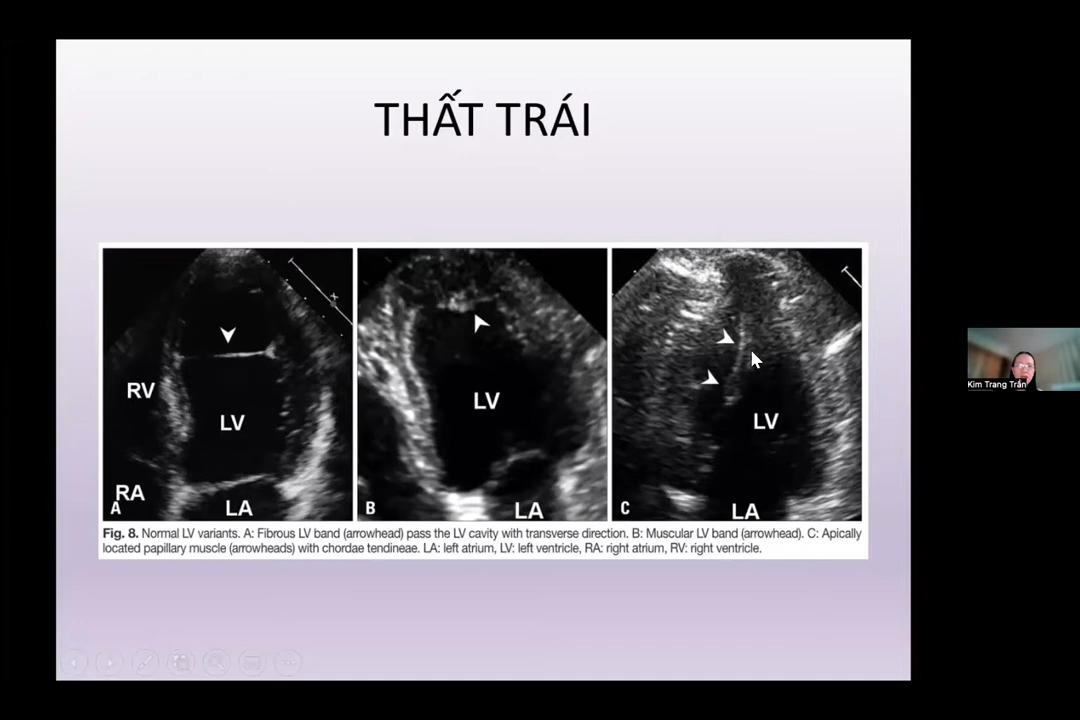 THẤT TRÁI
RV
LV
RA
LA
A
LV
LA
B
LV
LA
C
Fig. 8. Normal LV variants. A: Fibrous LV band (arrowhead) pass the LV cavity with transverse direction. B: Muscular LV band (arrowhead). C: Apically
located papillary muscle (arrowheads) with chordae tendineae. LA: left atrium, LV: left ventricle, RA: right atrium, RV: right ventricle.
Kim Trang Trần